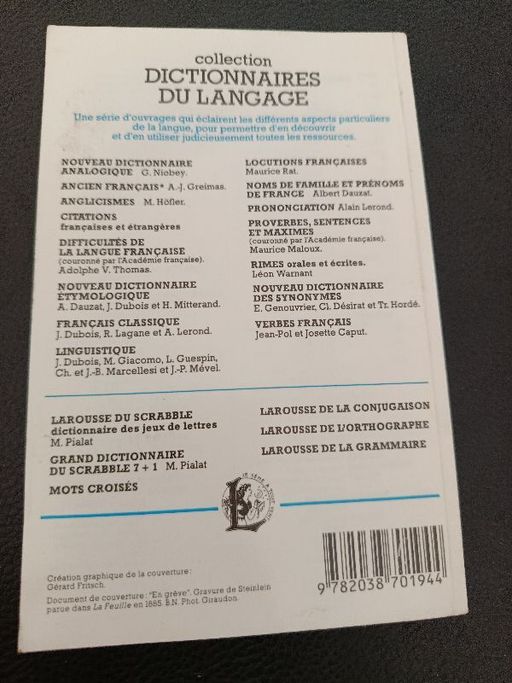 collection
DICTIONNAIRES
DU LANGAGE
Une série d'ouvrages qui éclairent les différents aspects particuliers
de la langue, pour permettre d'en découvrir
et d'en utiliser judicieusement toutes les ressources.
NOUVEAU DICTIONNAIRE
ANALOGIQUE G. Niobey.
ANCIEN FRANÇAIS* A.-J. Greimas.
ANGLICISMES M. Höfler.
CITATIONS
françaises et étrangères
DIFFICULTÉS DE
LA LANGUE FRANÇAISE
(couronné par l'Académie française).
Adolphe V. Thomas.
NOUVEAU DICTIONNAIRE
ÉTYMOLOGIQUE
A. Dauzat, J. Dubois et H. Mitterand.
FRANÇAIS CLASSIQUE
J. Dubois, R. Lagane et A. Lerond.
LINGUISTIQUE
J. Dubois, M. Giacomo, L. Guespin,
Ch. et J.-B. Marcellesi et J.-P. Mével.
LOCUTIONS FRANÇAISES
Maurice Rat.
NOMS DE FAMILLE ET PRÉNOMS
DE FRANCE Albert Dauzat.
PRONONCIATION Alain Lerond.
PROVERBES, SENTENCES
ET MAXIMES
(couronné par l'Académie française).
Maurice Maloux.
RIMES orales et écrites.
Léon Warnant
NOUVEAU DICTIONNAIRE
DES SYNONYMES
E. Genouvrier, Cl. Désirat et Tr. Hordé.
VERBES FRANÇAIS
Jean-Pol et Josette Caput.
LAROUSSE DU SCRABBLE
dictionnaire des jeux de lettres
M. Pialat
GRAND DICTIONNAIRE
DU SCRABBLE 7 + 1 M. Pialat
MOTS CROISÉS
LAROUSSE DE LA CONJUGAISON
LAROUSSE DE L'ORTHOGRAPHE
LAROUSSE DE LA GRAMMAIRE
JE SÈME À TOUT VENT
Création graphique de la couverture :
Gérard Fritsch.
Document de couverture : "En grève". Gravure de Steinlein
parue dans La Feuille en 1885. B.N. Phot. Giraudon.
9 782038 701944